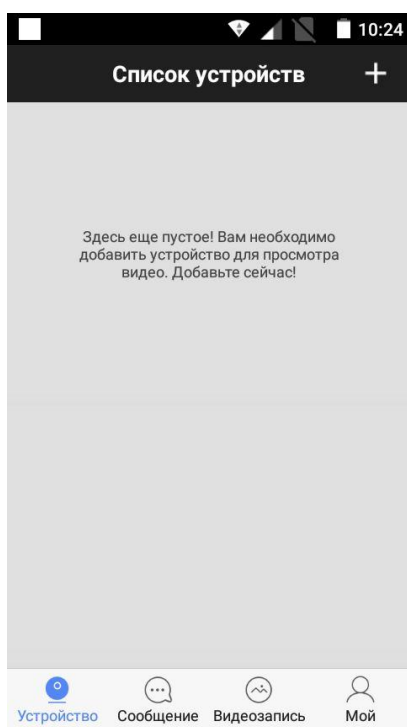 10:24
Список устройств +
Здесь еще пустое! Вам необходимо
добавить устройство для просмотра
видео. Добавьте сейчас!
Устройство Сообщение Видеозапись Мой